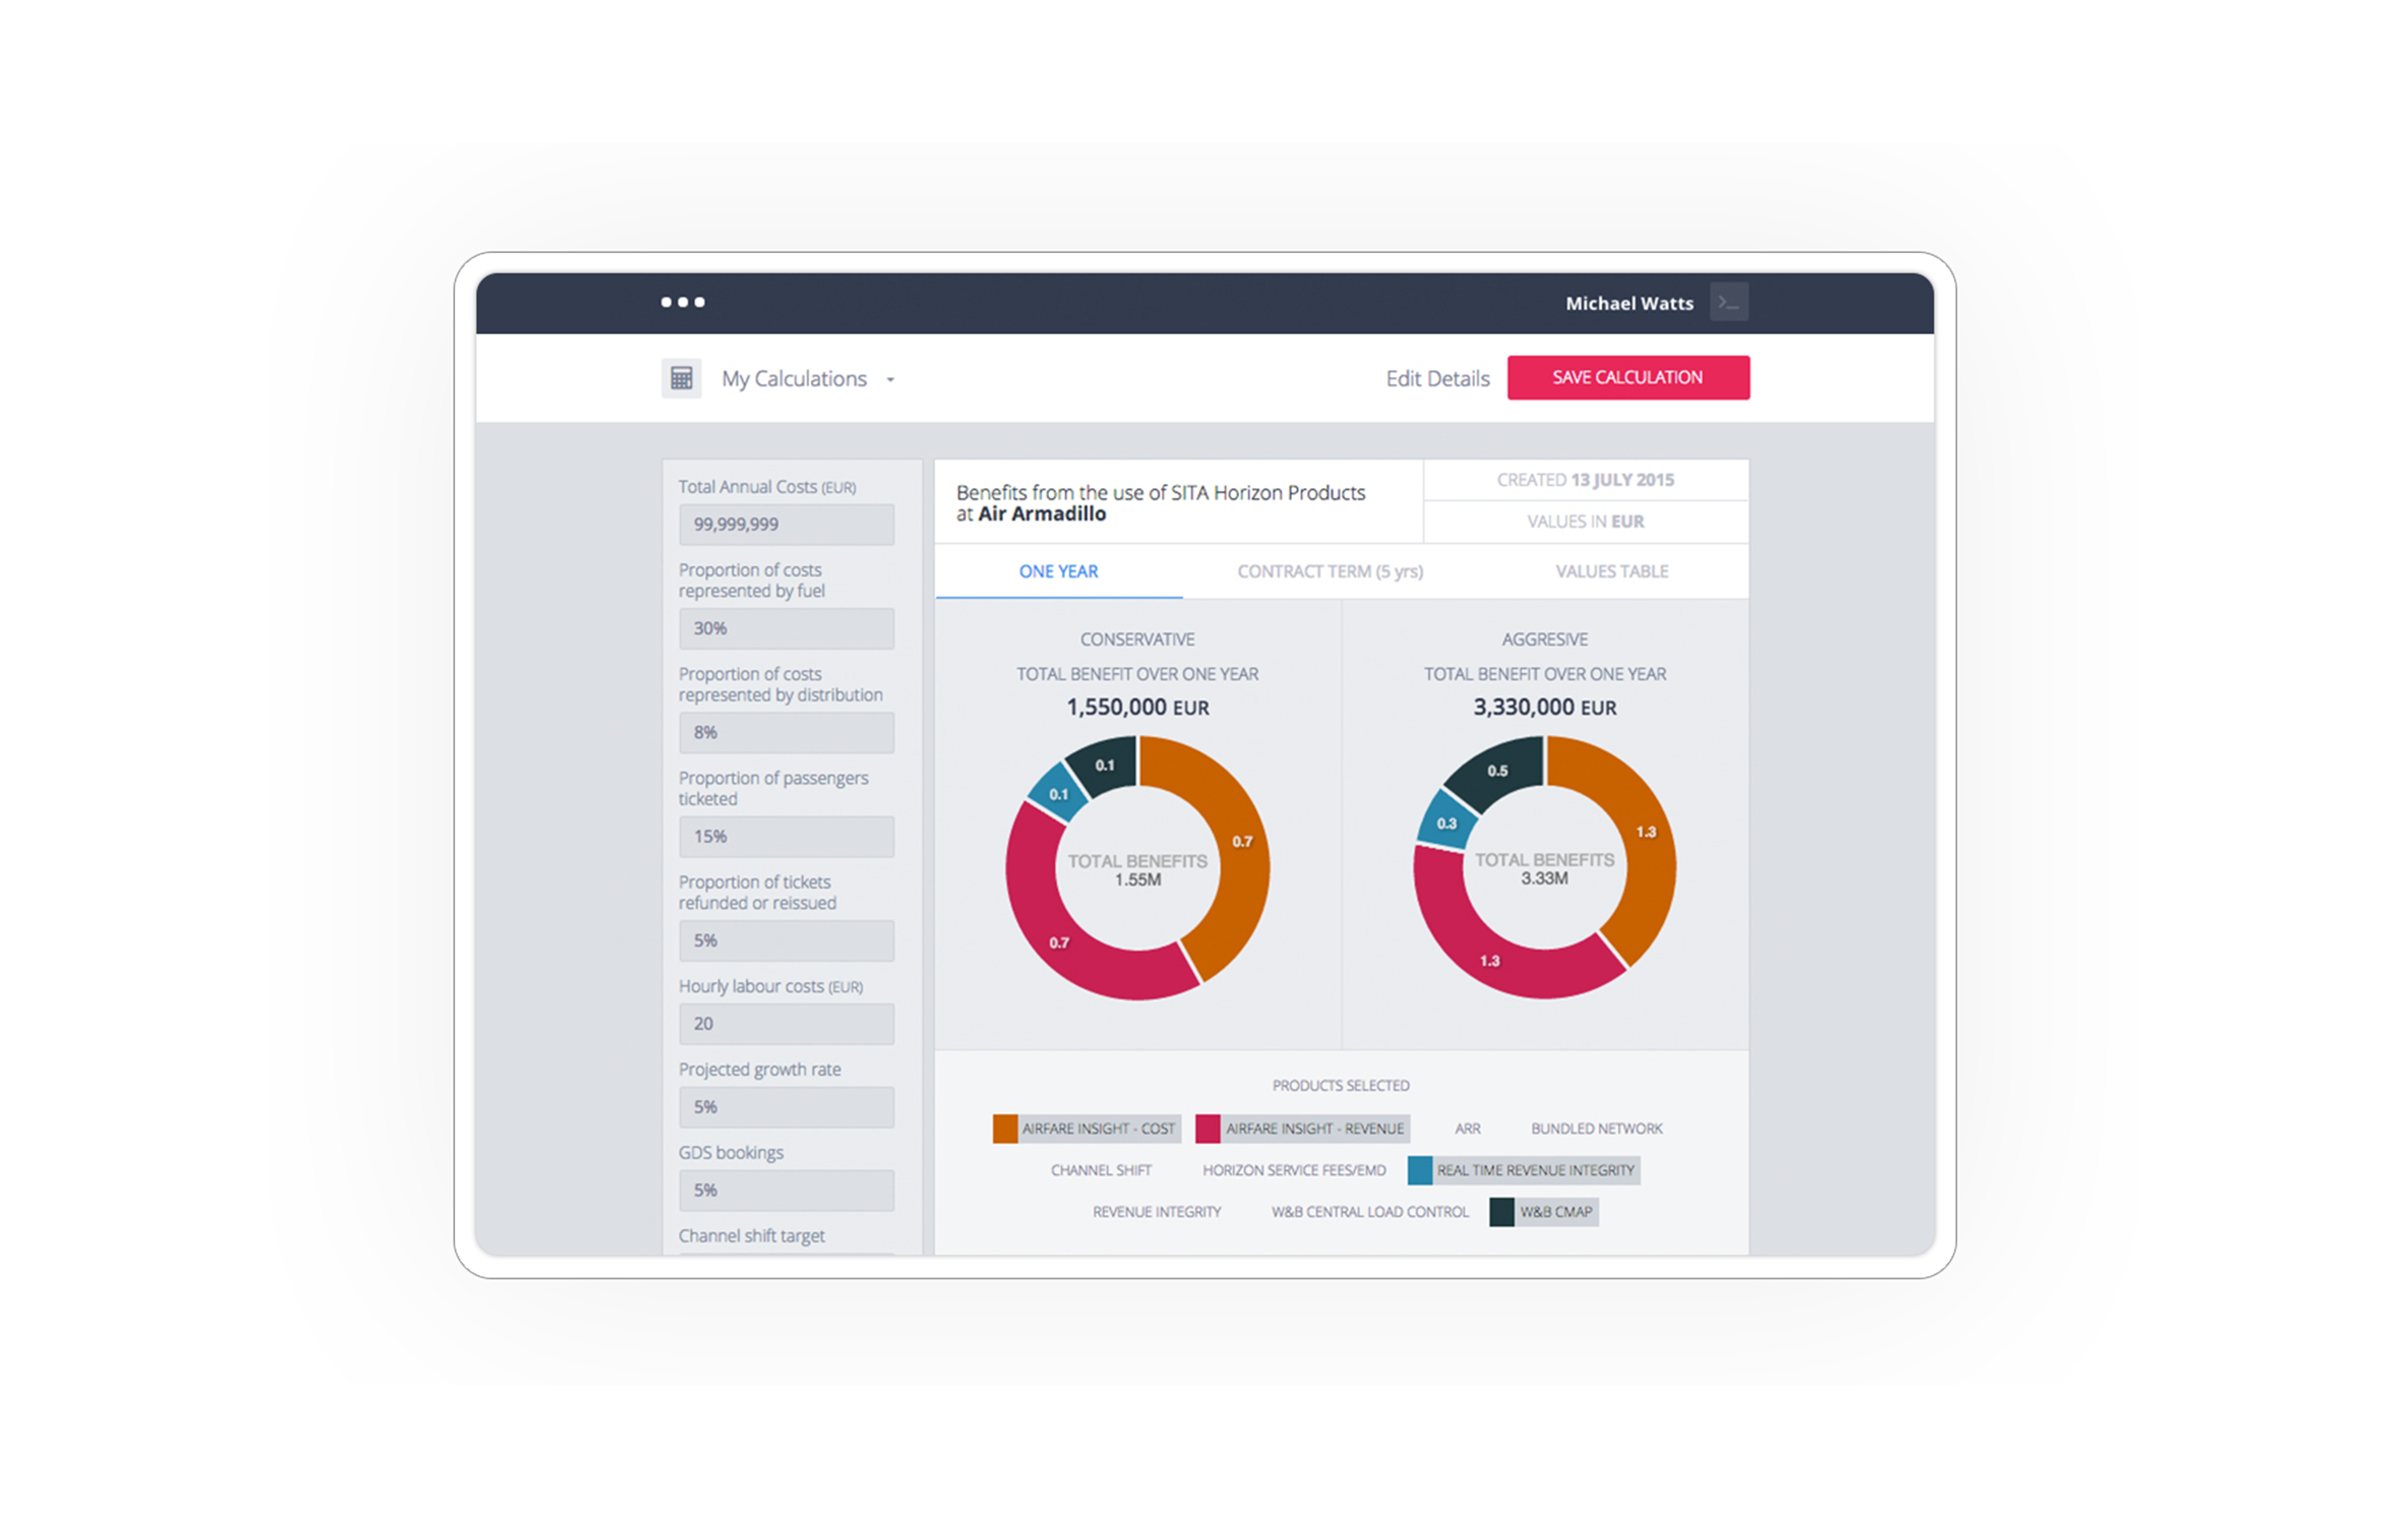 Michael Watts
>_
My Calculations
Edit Details
SAVE CALCULATION
Total Annual Costs (EUR)
99,999,999
Proportion of costs
represented by fuel
30%
Proportion of costs
represented by distribution
8%
Proportion of passengers
ticketed
15%
Proportion of tickets
refunded or reissued
5%
Hourly labour costs (EUR)
20
Projected growth rate
5%
GDS bookings
5%
Channel shift target
Benefits from the use of SITA Horizon Products
at Air Armadillo
CREATED 13 JULY 2015
VALUES IN EUR
ONE YEAR
CONTRACT TERM (5 yrs)
VALUES TABLE
CONSERVATIVE
TOTAL BENEFIT OVER ONE YEAR
1,550,000 EUR
0.1
0.1
0.7
0.7
TOTAL BENEFITS
1.55M
AGGRESIVE
TOTAL BENEFIT OVER ONE YEAR
3,330,000 EUR
0.5
0.3
1.3
1.3
TOTAL BENEFITS
3.33M
PRODUCTS SELECTED
AIRFARE INSIGHT - COST
AIRFARE INSIGHT - REVENUE
ARR
BUNDLED NETWORK
CHANNEL SHIFT
HORIZON SERVICE FEES/EMD
REAL TIME REVENUE INTEGRITY
REVENUE INTEGRITY
W&B CENTRAL LOAD CONTROL
W&B CMAP